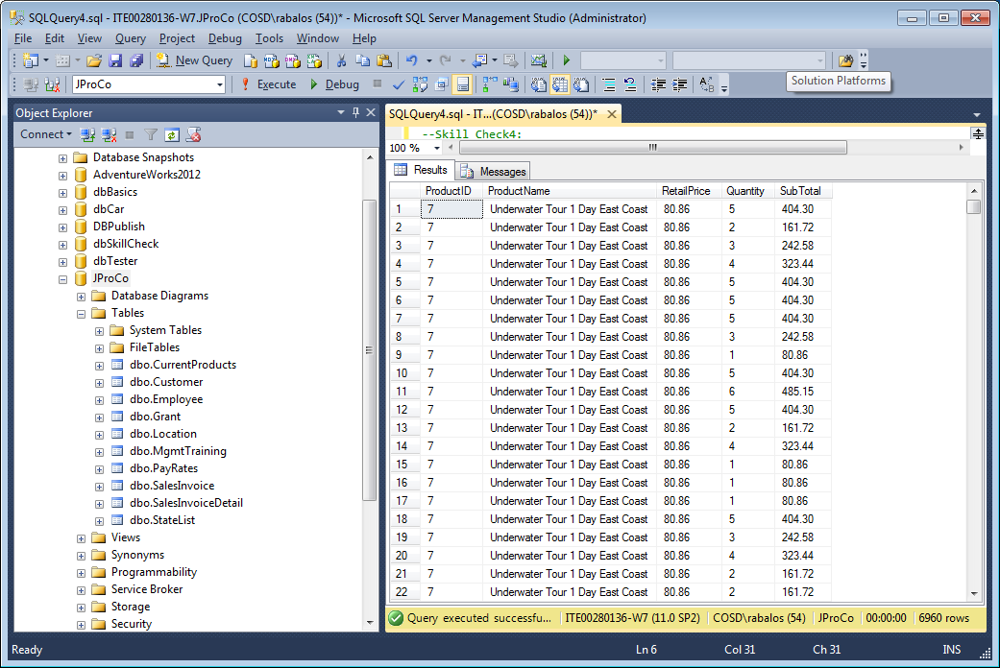 SQLQuery4.sql - ITE00280136-W7.JProCo (COSD\rabalos (54))* - Microsoft SQL Server Management Studio (Administrator)
File Edit View Query Project Debug Tools Window Help
New Query
JProCo Execute Debug
Solution Platforms
Object Explorer
Connect
Database Snapshots
AdventureWorks2012
dbBasics
dbCar
DBPublish
dbSkillCheck
dbTester
JProCo
Database Diagrams
Tables
System Tables
FileTables
dbo.CurrentProducts
dbo.Customer
dbo.Employee
dbo.Grant
dbo.Location
dbo.MgmtTraining
dbo.PayRates
dbo.SalesInvoice
dbo.SalesInvoiceDetail
dbo.StateList
Views
Synonyms
Programmability
Service Broker
Storage
Security
SQLQuery4.sql - IT...(COSD\rabalos (54))*
--Skill Check4:
100 %
Results Messages
ProductID ProductName RetailPrice Quantity SubTotal
1 7 Underwater Tour 1 Day East Coast 80.86 5 404.30
2 7 Underwater Tour 1 Day East Coast 80.86 2 161.72
3 7 Underwater Tour 1 Day East Coast 80.86 3 242.58
4 7 Underwater Tour 1 Day East Coast 80.86 4 323.44
5 7 Underwater Tour 1 Day East Coast 80.86 5 404.30
6 7 Underwater Tour 1 Day East Coast 80.86 5 404.30
7 7 Underwater Tour 1 Day East Coast 80.86 5 404.30
8 7 Underwater Tour 1 Day East Coast 80.86 3 242.58
9 7 Underwater Tour 1 Day East Coast 80.86 1 80.86
10 7 Underwater Tour 1 Day East Coast 80.86 5 404.30
11 7 Underwater Tour 1 Day East Coast 80.86 6 485.15
12 7 Underwater Tour 1 Day East Coast 80.86 5 404.30
13 7 Underwater Tour 1 Day East Coast 80.86 2 161.72
14 7 Underwater Tour 1 Day East Coast 80.86 4 323.44
15 7 Underwater Tour 1 Day East Coast 80.86 1 80.86
16 7 Underwater Tour 1 Day East Coast 80.86 1 80.86
17 7 Underwater Tour 1 Day East Coast 80.86 1 80.86
18 7 Underwater Tour 1 Day East Coast 80.86 5 404.30
19 7 Underwater Tour 1 Day East Coast 80.86 3 242.58
20 7 Underwater Tour 1 Day East Coast 80.86 4 323.44
21 7 Underwater Tour 1 Day East Coast 80.86 2 161.72
22 7 Underwater Tour 1 Day East Coast 80.86 2 161.72
Query executed successfu... ITE00280136-W7 (11.0 SP2) COSD\rabalos (54) JProCo 00:00:00 6960 rows
Ready Ln 6 Col 31 Ch 31 INS